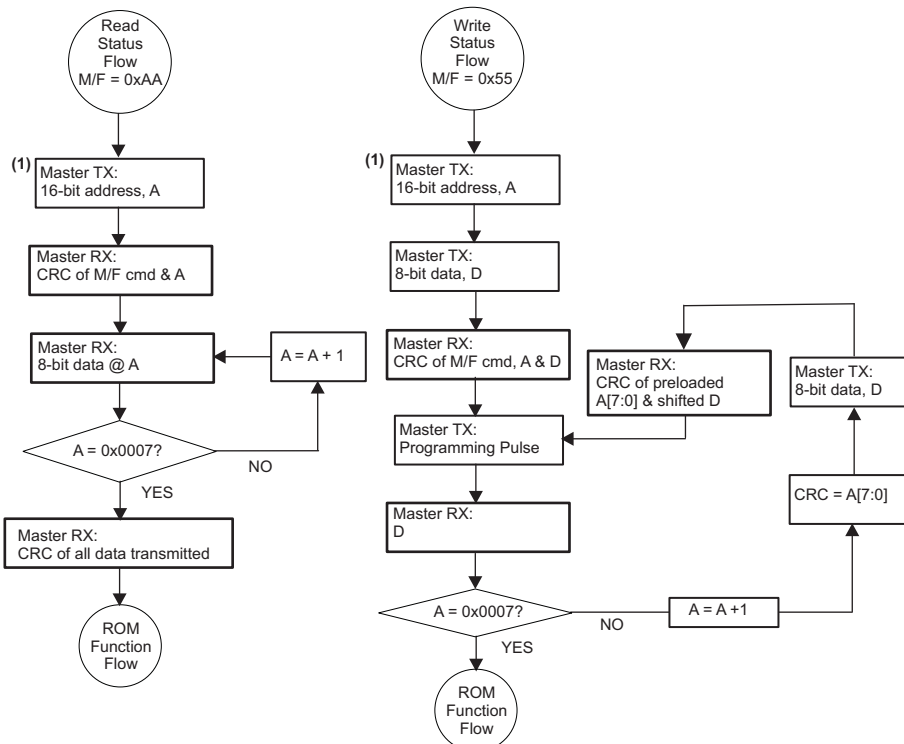 Read
Status
Flow
M/F = 0xAA
(1)
Master TX:
16-bit address, A
Master RX:
CRC of M/F cmd & A
Master RX:
8-bit data @ A
A = A + 1
A = 0x0007?
NO
YES
Master RX:
CRC of all data transmitted
ROM
Function
Flow
Write
Status
Flow
M/F = 0x55
(1)
Master TX:
16-bit address, A
Master TX:
8-bit data, D
Master RX:
CRC of M/F cmd, A & D
Master RX:
CRC of preloaded
A[7:0] & shifted D
Master TX:
8-bit data, D
Master TX:
Programming Pulse
CRC = A[7:0]
Master RX:
D
A = 0x0007?
NO
A = A +1
YES
ROM
Function
Flow